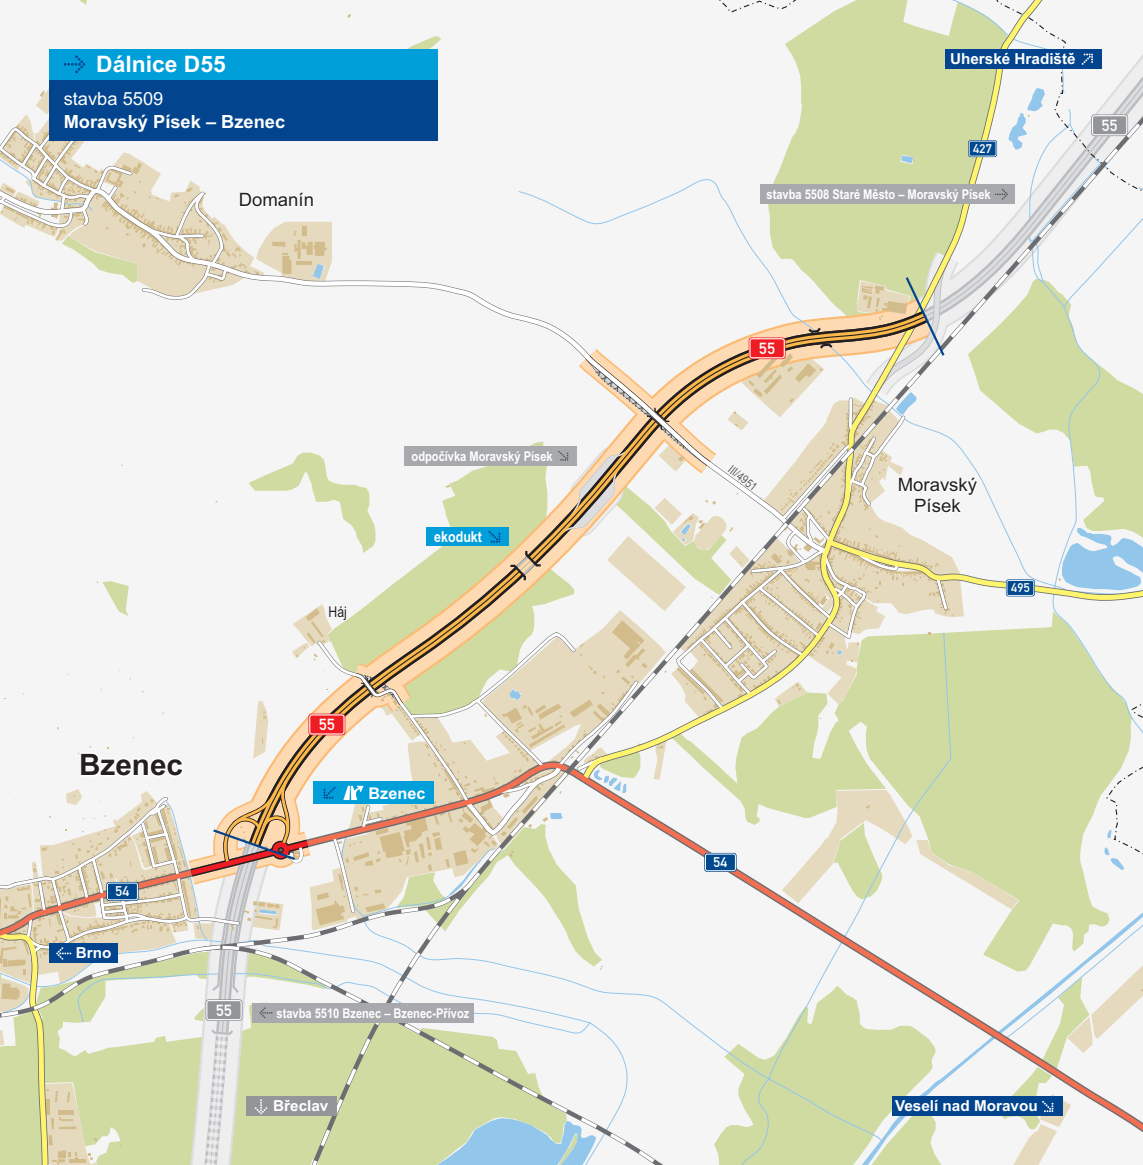 Dálnice D55
stavba 5509
Moravský Písek – Bzenec
Uherské Hradiště
55
427
stavba 5508 Staré Město – Moravský Písek
Domanín
55
odpočívka Moravský Písek
III/4951
Moravský
Písek
ekodukt
495
Háj
55
Bzenec
Bzenec
54
54
Brno
55
stavba 5510 Bzenec – Bzenec-Přívoz
Břeclav
Veselí nad Moravou